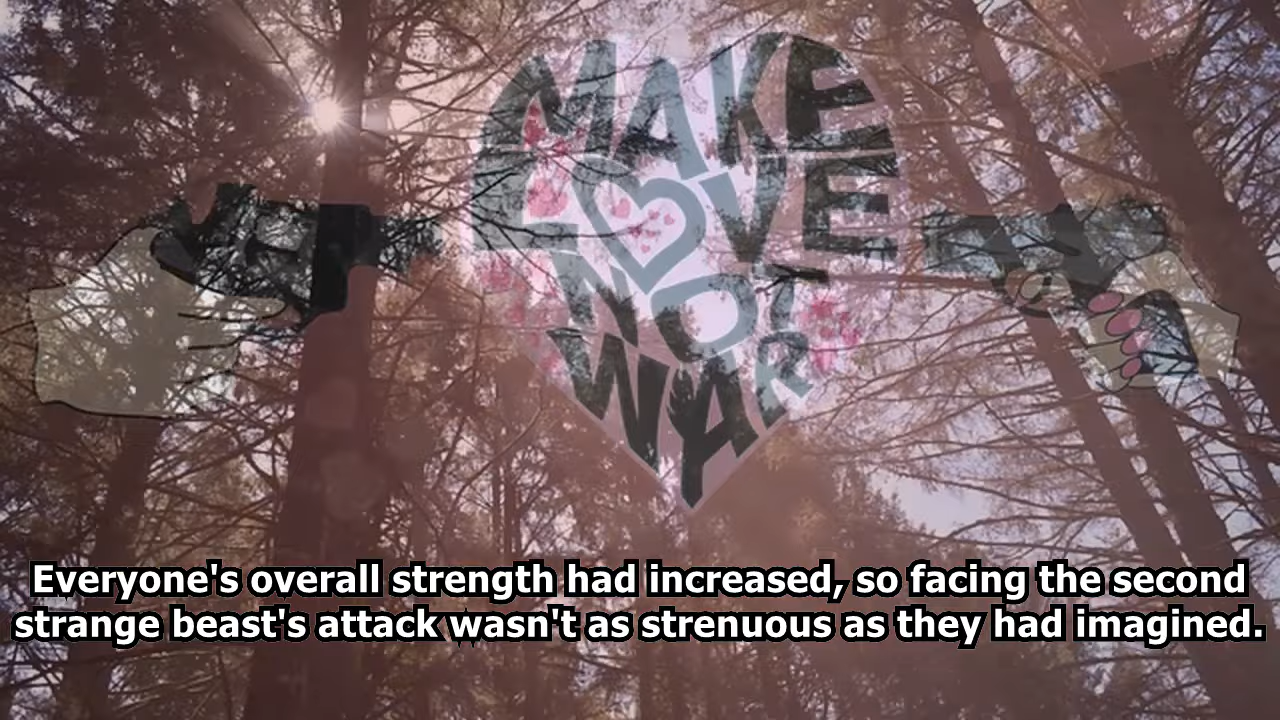 MAKE
LOVE
NOT
WAR
Everyone's overall strength had increased, so facing the second
strange beast's attack wasn't as strenuous as they had imagined.